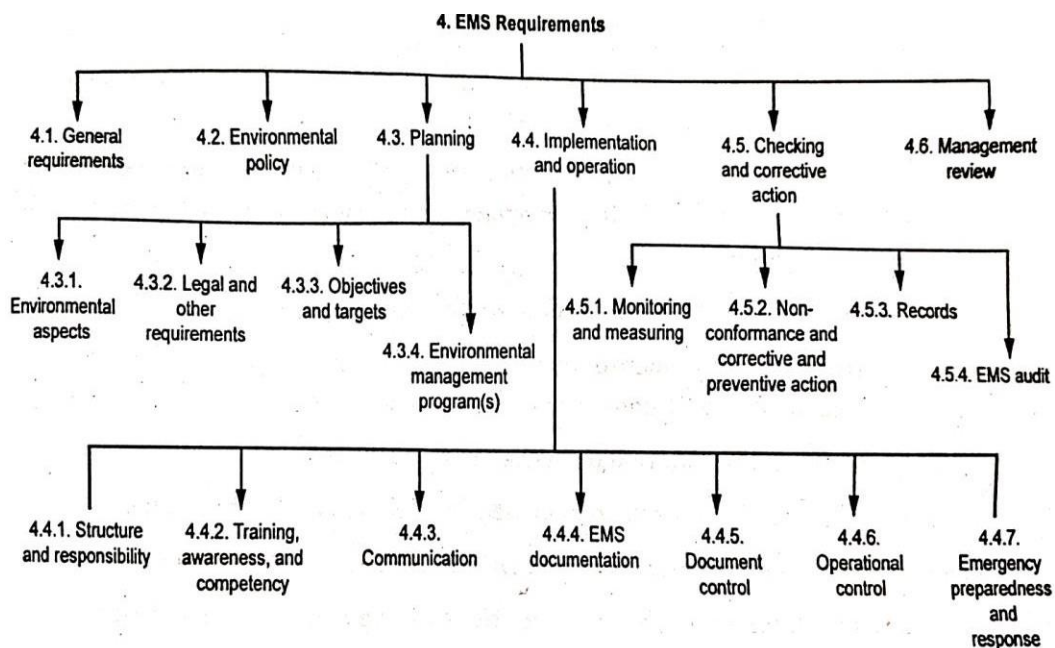 4. EMS Requirements
4.1. General
requirements
4.2. Environmental
policy
4.3. Planning
4.4. Implementation
and operation
4.5. Checking
and corrective
action
4.6. Management
review
4.3.1.
Environmental
aspects
4.3.2. Legal and
other
requirements
4.3.3. Objectives
and targets
4.3.4. Environmental
management
program(s)
4.5.1. Monitoring
and measuring
4.5.2. Non-
conformance and
corrective and
preventive action
4.5.3. Records
4.5.4. EMS audit
4.4.1. Structure
and responsibility
4.4.2. Training,
awareness, and
competency
4.4.3.
Communication
4.4.4. EMS
documentation
4.4.5.
Document
control
4.4.6.
Operational
control
4.4.7.
Emergency
preparedness
and
response